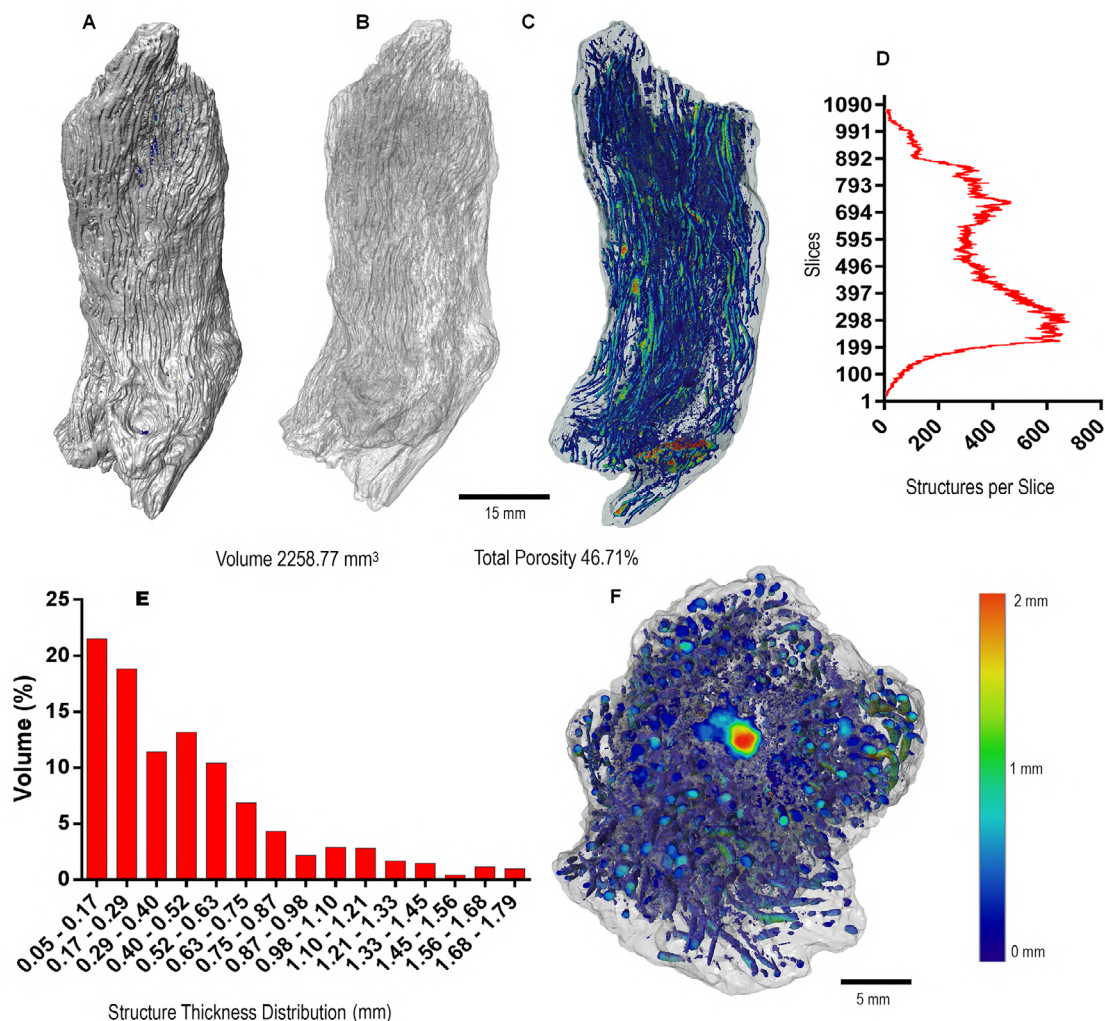 A
B
C
D
1090
991
892
793
694
595
496
397
298
199
100
1
Slices
0
200
400
600
800
Structures per Slice
15 mm
Volume 2258.77 mm³
Total Porosity 46.71%
E
25
20
15
10
5
0
Volume (%)
0.05 - 0.17
0.17 - 0.29
0.29 - 0.40
0.40 - 0.52
0.52 - 0.63
0.63 - 0.75
0.75 - 0.87
0.87 - 0.98
0.98 - 1.10
1.10 - 1.21
1.21 - 1.33
1.33 - 1.45
1.45 - 1.56
1.56 - 1.68
1.68 - 1.79
Structure Thickness Distribution (mm)
F
2 mm
1 mm
0 mm
5 mm